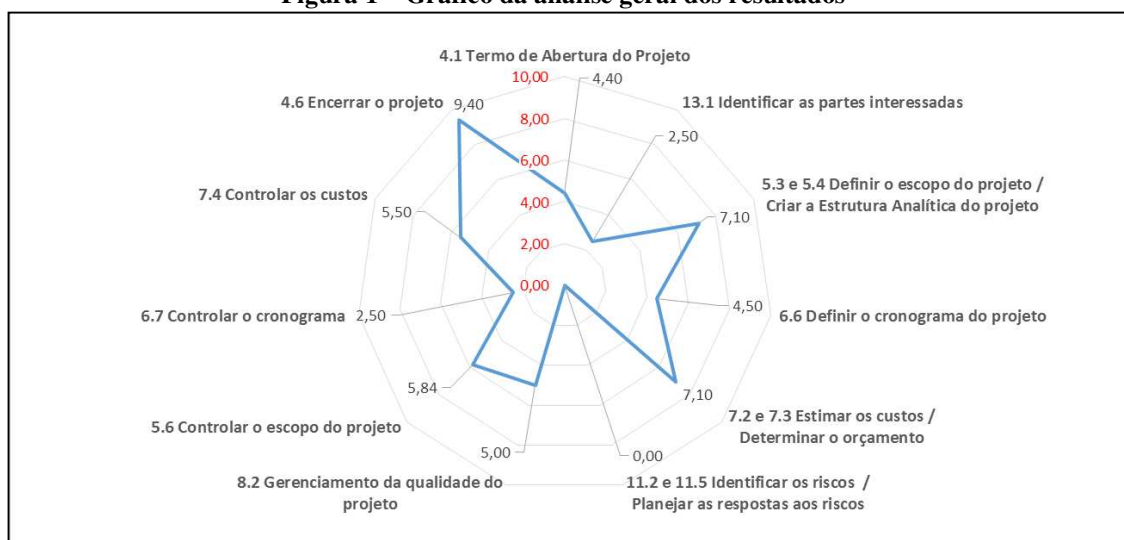 Figura 1 – Gráfico da análise geral dos resultados
4.1 Termo de Abertura do Projeto
4,40
13.1 Identificar as partes interessadas
2,50
5.3 e 5.4 Definir o escopo do projeto /
Criar a Estrutura Analítica do projeto
7,10
6.6 Definir o cronograma do projeto
4,50
7.2 e 7.3 Estimar os custos /
Determinar o orçamento
7,10
11.2 e 11.5 Identificar os riscos /
Planejar as respostas aos riscos
0,00
8.2 Gerenciamento da qualidade do
projeto
5,00
5.6 Controlar o escopo do projeto
5,84
6.7 Controlar o cronograma
2,50
7.4 Controlar os custos
5,50
4.6 Encerrar o projeto
9,40
10,00
8,00
6,00
4,00
2,00
0,00